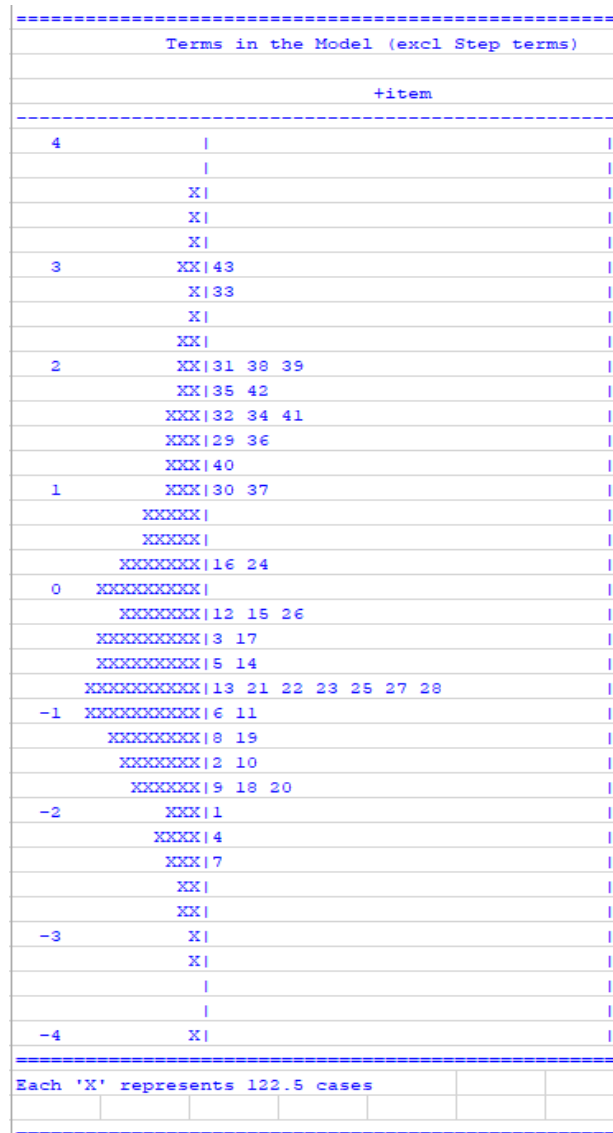 =====================================================
Terms in the Model (excl Step terms)
+item
-----------------------------------------------------
4 | |
| |
X| |
X| |
X| |
3 XX|43 |
X|33 |
X| |
XX| |
2 XX|31 38 39 |
XX|35 42 |
XXX|32 34 41 |
XXX|29 36 |
XXX|40 |
1 XXX|30 37 |
XXXXX| |
XXXXX| |
XXXXXXX|16 24 |
0 XXXXXXXXX| |
XXXXXXX|12 15 26 |
XXXXXXXXX|3 17 |
XXXXXXXXX|5 14 |
XXXXXXXXXX|13 21 22 23 25 27 28 |
-1 XXXXXXXXXX|6 11 |
XXXXXXXX|8 19 |
XXXXXXX|2 10 |
XXXXXX|9 18 20 |
-2 XXX|1 |
XXXX|4 |
XXX|7 |
XX| |
XX| |
-3 X| |
X| |
| |
| |
-4 X| |
=====================================================
Each 'X' represents 122.5 cases
=====================================================